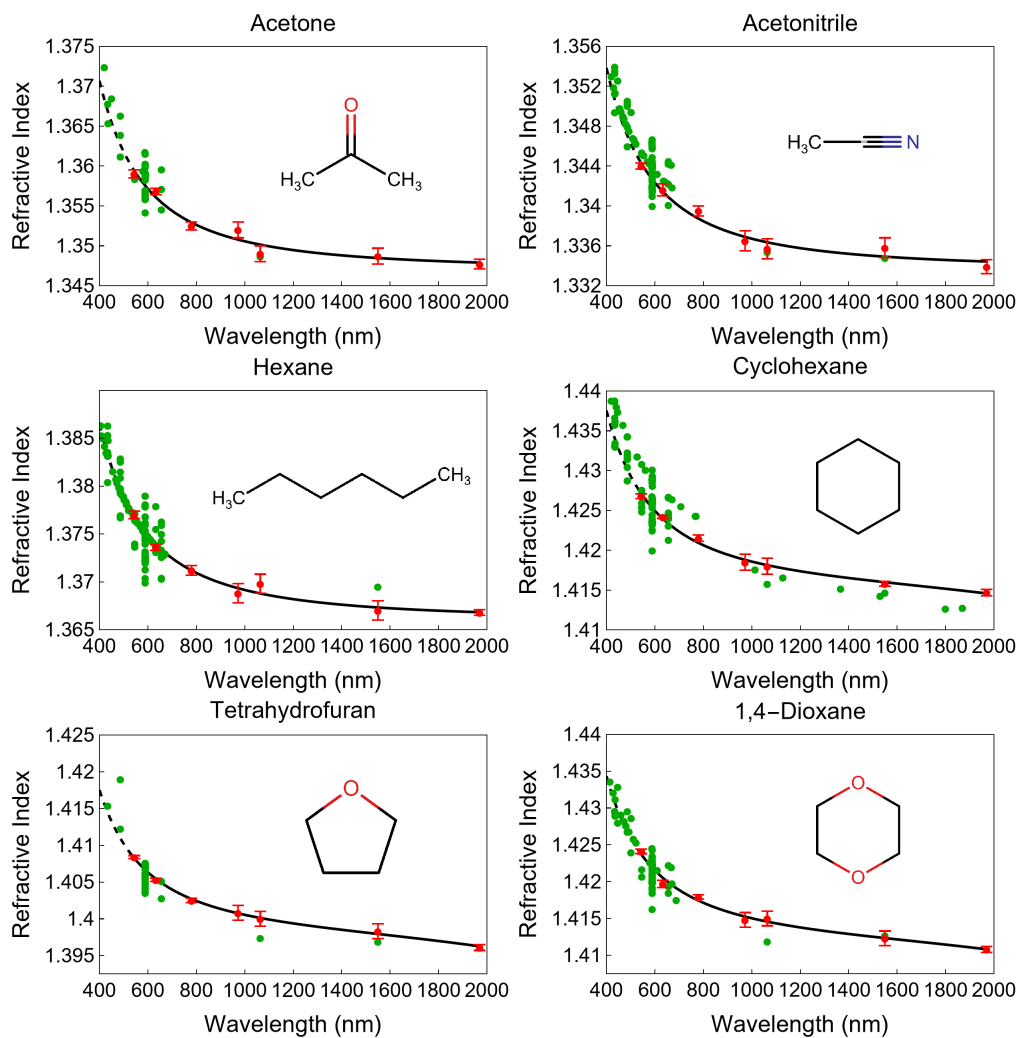 Acetone
Refractive Index
1.375
1.37
1.365
1.36
1.355
1.35
1.345
O
H3C CH3
400 600 800 1000 1200 1400 1600 1800 2000
Wavelength (nm)
Acetonitrile
Refractive Index
1.356
1.352
1.348
1.344
1.34
1.336
1.332
H3C N
400 600 800 1000 1200 1400 1600 1800 2000
Wavelength (nm)
Hexane
Refractive Index
1.385
1.38
1.375
1.37
1.365
H3C CH3
400 600 800 1000 1200 1400 1600 1800 2000
Wavelength (nm)
Cyclohexane
Refractive Index
1.44
1.435
1.43
1.425
1.42
1.415
1.41
400 600 800 1000 1200 1400 1600 1800 2000
Wavelength (nm)
Tetrahydrofuran
Refractive Index
1.425
1.42
1.415
1.41
1.405
1.4
1.395
O
400 600 800 1000 1200 1400 1600 1800 2000
Wavelength (nm)
1,4−Dioxane
Refractive Index
1.44
1.435
1.43
1.425
1.42
1.415
1.41
O
O
400 600 800 1000 1200 1400 1600 1800 2000
Wavelength (nm)